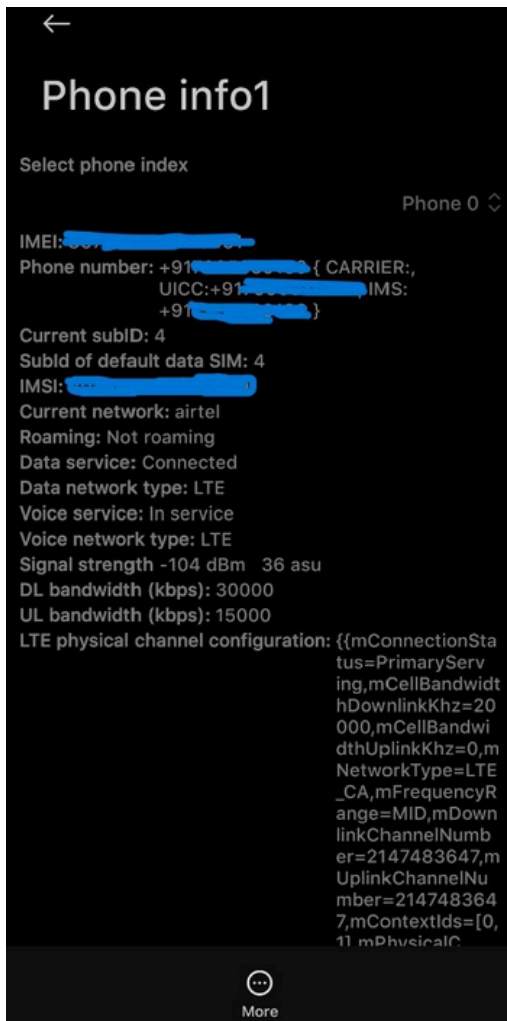 Phone info1
Select phone index
Phone 0
IMEI:
Phone number: +91 { CARRIER:,
UICC:+91 IMS:
+91 }
Current subID: 4
SubId of default data SIM: 4
IMSI:
Current network: airtel
Roaming: Not roaming
Data service: Connected
Data network type: LTE
Voice service: In service
Voice network type: LTE
Signal strength -104 dBm 36 asu
DL bandwidth (kbps): 30000
UL bandwidth (kbps): 15000
LTE physical channel configuration: {{mConnectionSta
tus=PrimaryServ
ing,mCellBandwidt
hDownlinkKhz=20
000,mCellBandwi
dthUplinkKhz=0,m
NetworkType=LTE
_CA,mFrequencyR
ange=MID,mDown
linkChannelNumb
er=2147483647,m
UplinkChannelNu
mber=214748364
7,mContextIds=[0,
1],mPhysicalC
More